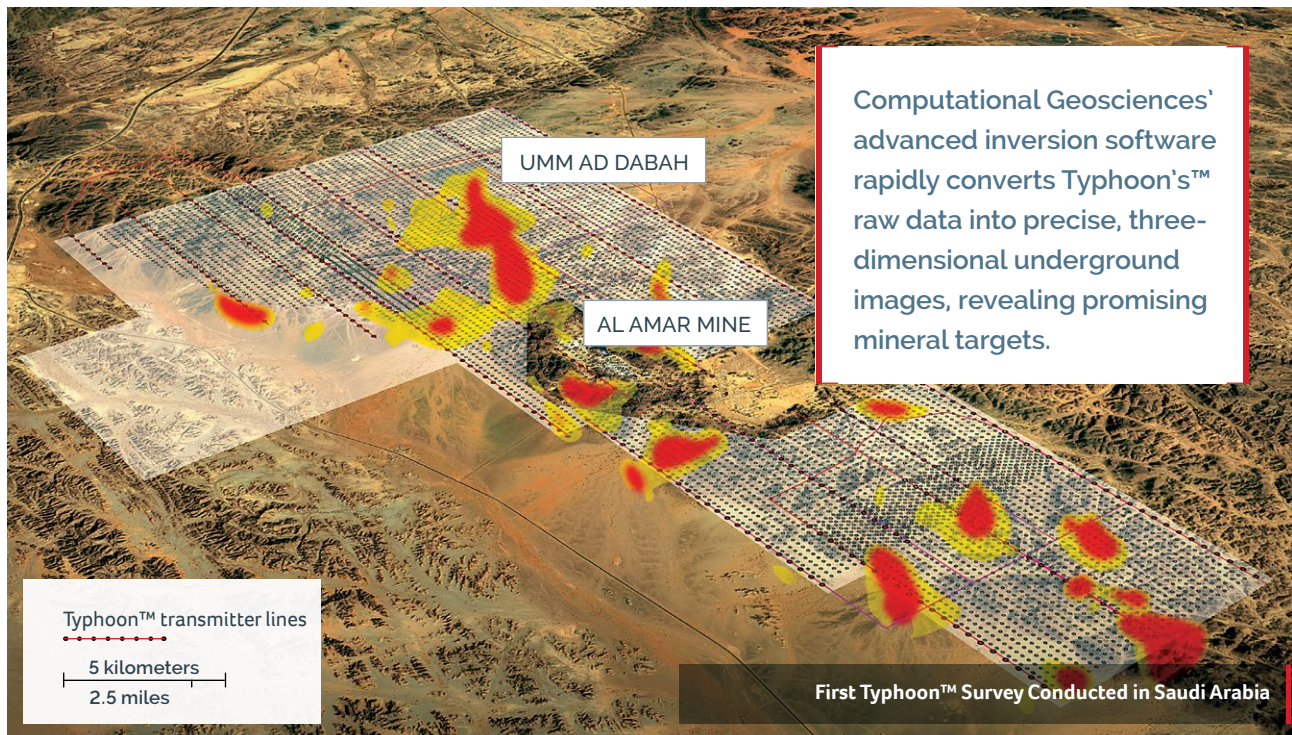 UMM AD DABAH
AL AMAR MINE
Computational Geosciences’
advanced inversion software
rapidly converts Typhoon’s™
raw data into precise, three-
dimensional underground
images, revealing promising
mineral targets.
Typhoon™ transmitter lines
5 kilometers
2.5 miles
First Typhoon™ Survey Conducted in Saudi Arabia